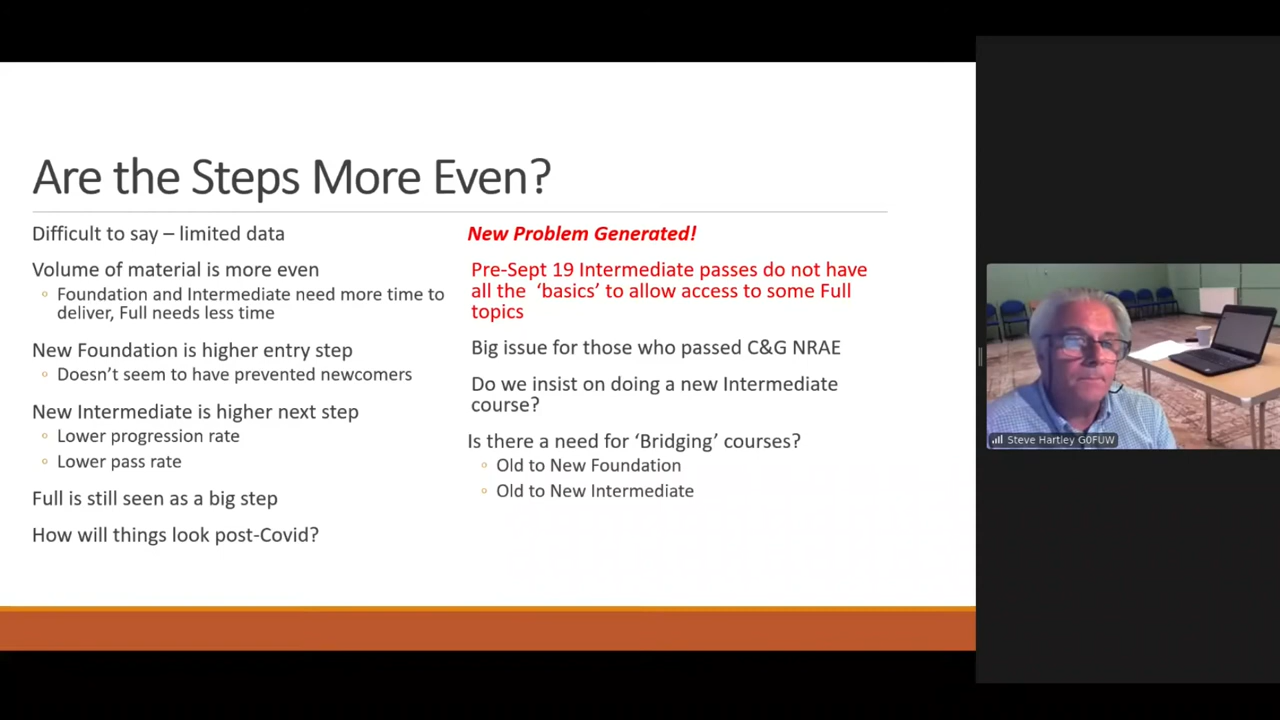 Are the Steps More Even?
Difficult to say – limited data
Volume of material is more even
Foundation and Intermediate need more time to
deliver, Full needs less time
New Foundation is higher entry step
Doesn't seem to have prevented newcomers
New Intermediate is higher next step
Lower progression rate
Lower pass rate
Full is still seen as a big step
How will things look post-Covid?
New Problem Generated!
Pre-Sept 19 Intermediate passes do not have
all the ‘basics’ to allow access to some Full
topics
Big issue for those who passed C&G NRAE
Do we insist on doing a new Intermediate
course?
Is there a need for ‘Bridging’ courses?
Old to New Foundation
Old to New Intermediate
Steve Hartley G0FUW